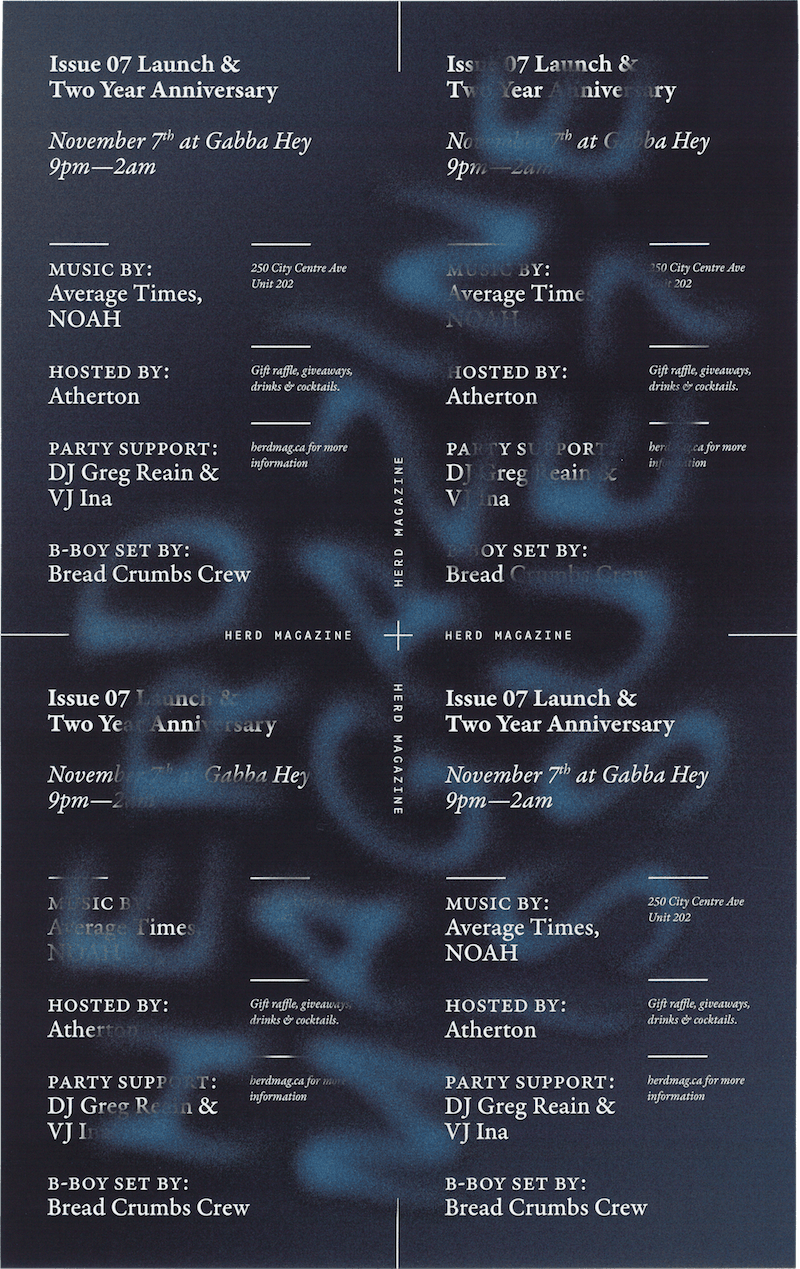 Issue 07 Launch &
Two Year Anniversary
November 7th at Gabba Hey
9pm—2am
MUSIC BY:
Average Times,
NOAH
250 City Centre Ave
Unit 202
HOSTED BY:
Atherton
Gift raffle, giveaways,
drinks & cocktails.
PARTY SUPPORT:
DJ Greg Reain &
VJ Ina
herdmag.ca for more
information
B-BOY SET BY:
Bread Crumbs Crew
Issue 07 Launch &
Two Year Anniversary
November 7th at Gabba Hey
9pm—2am
MUSIC BY:
Average Times
NOAH
250 City Centre Ave
Unit 202
HOSTED BY:
Atherton
Gift raffle, giveaways,
drinks & cocktails.
PARTY SUPPORT:
DJ Greg Reain &
VJ Ina
herdmag.ca for more
information
B-BOY SET BY:
Bread Crumbs Crew
HERD MAGAZINE
HERD MAGAZINE
HERD MAGAZINE
HERD MAGAZINE
Issue 07 Launch &
Two Year Anniversary
November 7th at Gabba Hey
9pm—2am
MUSIC BY:
Average Times,
NOAH
HOSTED BY:
Atherton
Gift raffle, giveaways,
drinks & cocktails.
PARTY SUPPORT:
DJ Greg Reain &
VJ Ina
herdmag.ca for more
information
B-BOY SET BY:
Bread Crumbs Crew
Issue 07 Launch &
Two Year Anniversary
November 7th at Gabba Hey
9pm—2am
MUSIC BY:
Average Times,
NOAH
250 City Centre Ave
Unit 202
HOSTED BY:
Atherton
Gift raffle, giveaways,
drinks & cocktails.
PARTY SUPPORT:
DJ Greg Reain &
VJ Ina
herdmag.ca for more
information
B-BOY SET BY:
Bread Crumbs Crew